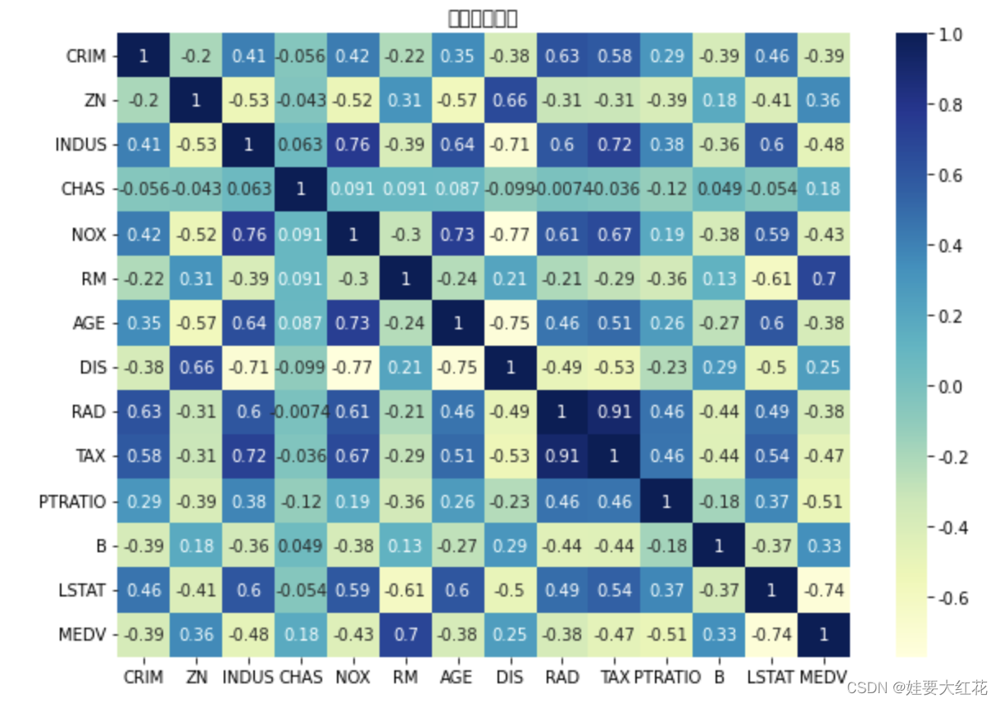 CRIM 1 -0.2 0.41 -0.056 0.42 -0.22 0.35 -0.38 0.63 0.58 0.29 -0.39 0.46 -0.39
ZN -0.2 1 -0.53 -0.043 -0.52 0.31 -0.57 0.66 -0.31 -0.31 -0.39 0.18 -0.41 0.36
INDUS 0.41 -0.53 1 0.063 0.76 -0.39 0.64 -0.71 0.6 0.72 0.38 -0.36 0.6 -0.48
CHAS -0.056 -0.043 0.063 1 0.091 0.091 0.087 -0.099 -0.0074 -0.036 -0.12 0.049 -0.054 0.18
NOX 0.42 -0.52 0.76 0.091 1 -0.3 0.73 -0.77 0.61 0.67 0.19 -0.38 0.59 -0.43
RM -0.22 0.31 -0.39 0.091 -0.3 1 -0.24 0.21 -0.21 -0.29 -0.36 0.13 -0.61 0.7
AGE 0.35 -0.57 0.64 0.087 0.73 -0.24 1 -0.75 0.46 0.51 0.26 -0.27 0.6 -0.38
DIS -0.38 0.66 -0.71 -0.099 -0.77 0.21 -0.75 1 -0.49 -0.53 -0.23 0.29 -0.5 0.25
RAD 0.63 -0.31 0.6 -0.0074 0.61 -0.21 0.46 -0.49 1 0.91 0.46 -0.44 0.49 -0.38
TAX 0.58 -0.31 0.72 -0.036 0.67 -0.29 0.51 -0.53 0.91 1 0.46 -0.44 0.54 -0.47
PTRATIO 0.29 -0.39 0.38 -0.12 0.19 -0.36 0.26 -0.23 0.46 0.46 1 -0.18 0.37 -0.51
B -0.39 0.18 -0.36 0.049 -0.38 0.13 -0.27 0.29 -0.44 -0.44 -0.18 1 -0.37 0.33
LSTAT 0.46 -0.41 0.6 -0.054 0.59 -0.61 0.6 -0.5 0.49 0.54 0.37 -0.37 1 -0.74
MEDV -0.39 0.36 -0.48 0.18 -0.43 0.7 -0.38 0.25 -0.38 -0.47 -0.51 0.33 -0.74 1
CRIM ZN INDUS CHAS NOX RM AGE DIS RAD TAX PTRATIO B LSTAT MEDV
1.0
0.8
0.6
0.4
0.2
0.0
-0.2
-0.4
-0.6
CSDN @娃要大红花